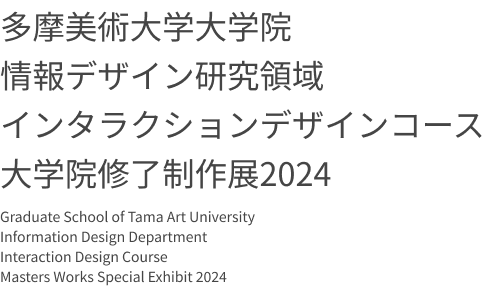 多摩美術大学大学院
情報デザイン研究領域
インタラクションデザインコース
大学院修了制作展2024
Graduate School of Tama Art University
Information Design Department
Interaction Design Course
Masters Works Special Exhibit 2024